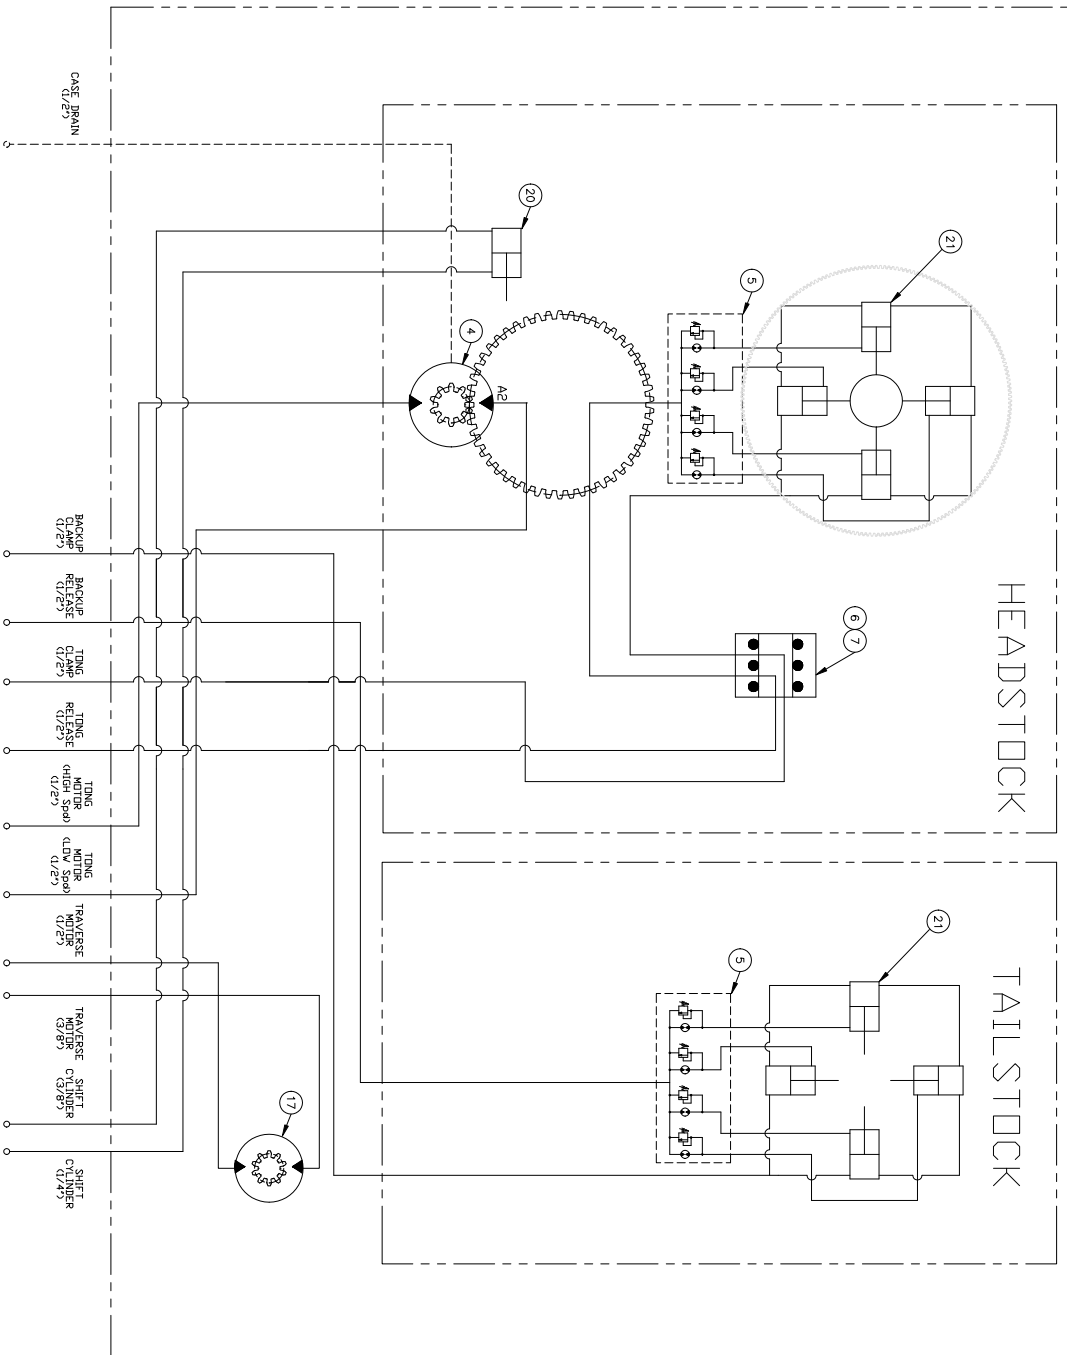 HEADSTOCK
TAILSTOCK
21
5
20
4
A2
6
7
21
5
17
CASE DRAIN
(1/2")
BACKUP
CLAMP
(1/2")
BACKUP
RELEASE
(1/2")
TONG
CLAMP
(1/2")
TONG
RELEASE
(1/2")
TONG
MOTOR
(HIGH Spd)
(1/2")
TONG
MOTOR
(LOW Spd)
(1/2")
TRAVERSE
MOTOR
(1/2")
TRAVERSE
MOTOR
(3/8")
SHIFT
CYLINDER
(3/8")
SHIFT
CYLINDER
(1/4")